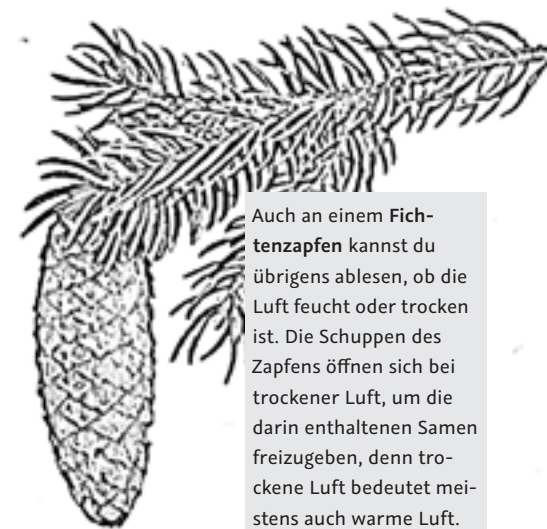 Auch an einem Fich-
tenzapfen kannst du
übrigens ablesen, ob die
Luft feucht oder trocken
ist. Die Schuppen des
Zapfens öffnen sich bei
trockener Luft, um die
darin enthaltenen Samen
freizugeben, denn tro-
ckene Luft bedeutet mei-
stens auch warme Luft.